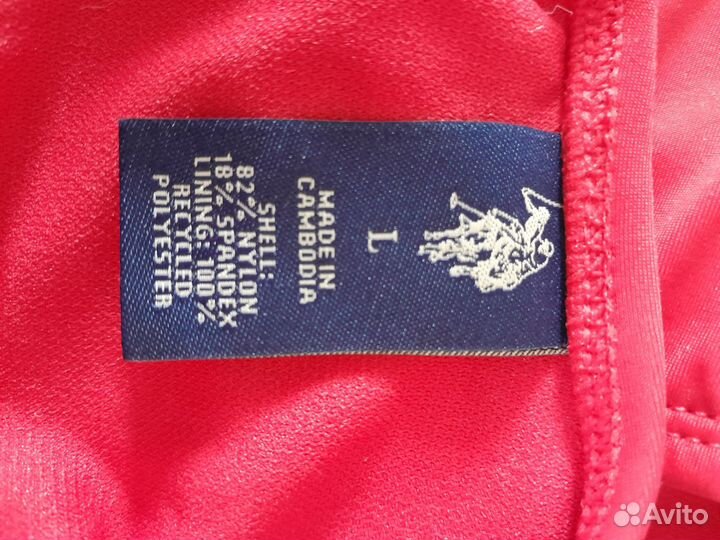 L
MADE IN
CAMBODIA
SHELL:
82% NYLON
18% SPANDEX
LINING: 100%
RECYCLED
POLYESTER
Avito